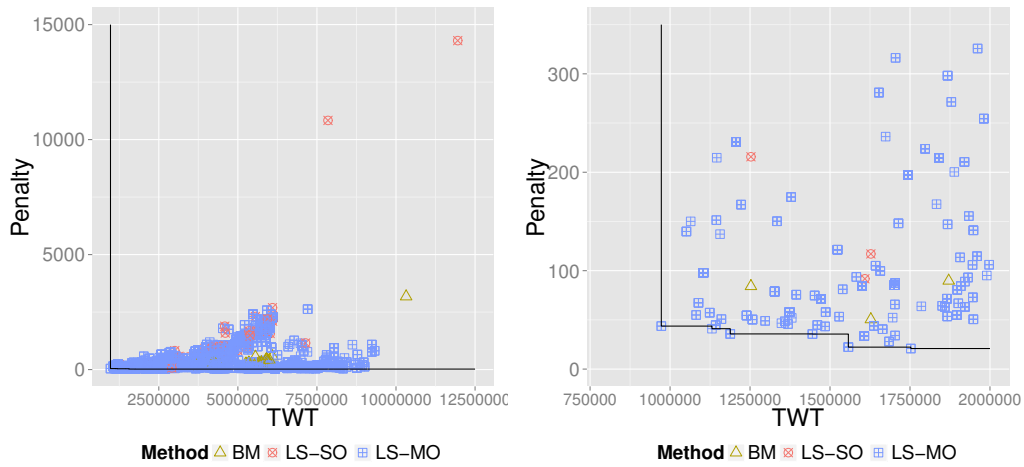 15000
10000
5000
0
Penalty
2500000 5000000 7500000 10000000 1250000
TWT
Method BM LS−SO LS−MO
300
200
100
0
Penalty
750000 1000000 1250000 1500000 1750000 2000000
TWT
Method BM LS−SO LS−MO